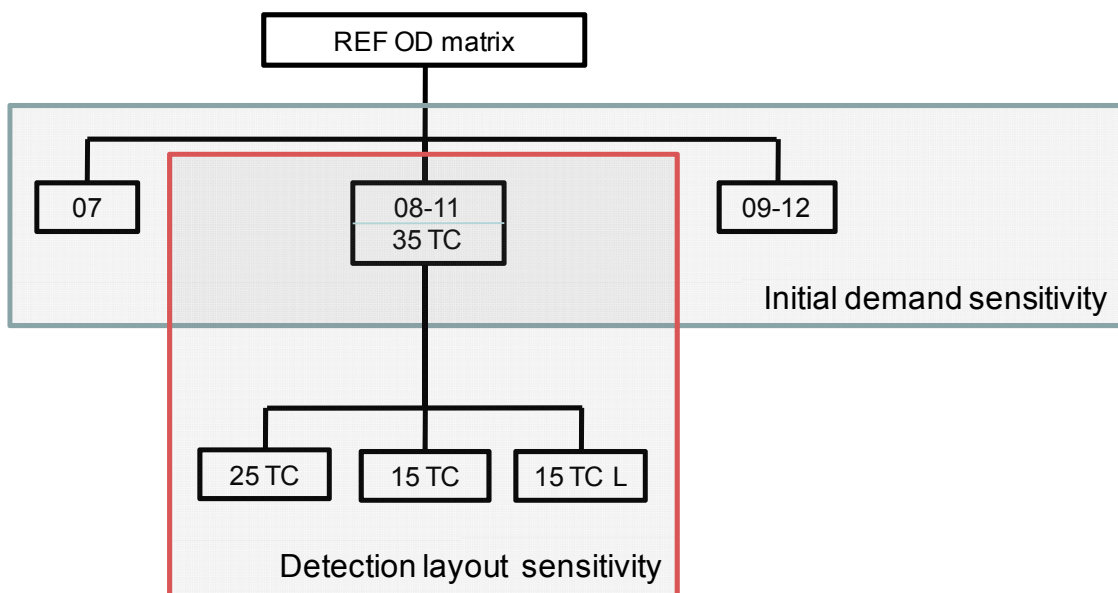 REF OD matrix
07
08-11
35 TC
09-12
Initial demand sensitivity
25 TC
15 TC
15 TC L
Detection layout sensitivity